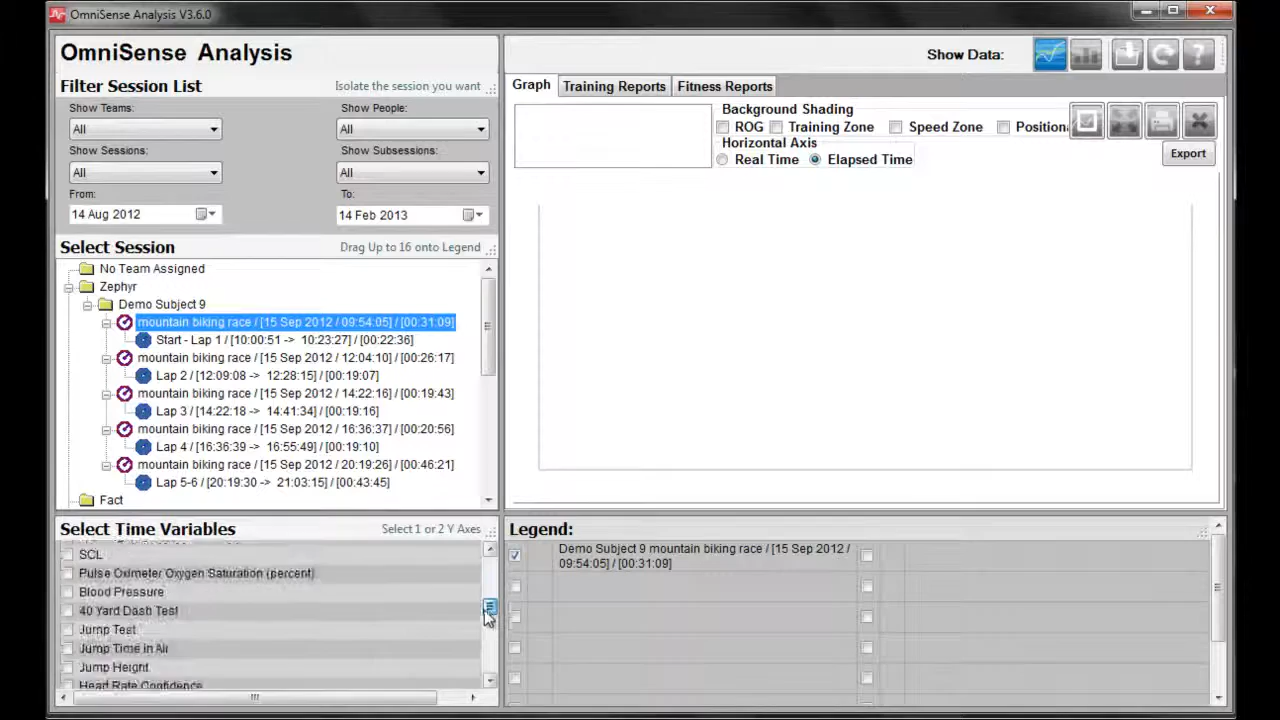 OmniSense Analysis V3.6.0
OmniSense Analysis
Filter Session List
Isolate the session you want
Show Teams:
Show People:
All
All
Show Sessions:
Show Subsessions:
All
All
From:
To:
14 Aug 2012
14 Feb 2013
Select Session
Drag Up to 16 onto Legend
No Team Assigned
Zephyr
Demo Subject 9
mountain biking race / [15 Sep 2012 / 09:54:05] / [00:31:09]
Start - Lap 1 / [10:00:51 -> 10:23:27] / [00:22:36]
mountain biking race / [15 Sep 2012 / 12:04:10] / [00:26:17]
Lap 2 / [12:09:08 -> 12:28:15] / [00:19:07]
mountain biking race / [15 Sep 2012 / 14:22:16] / [00:19:43]
Lap 3 / [14:22:18 -> 14:41:34] / [00:19:16]
mountain biking race / [15 Sep 2012 / 16:36:37] / [00:20:56]
Lap 4 / [16:36:39 -> 16:55:49] / [00:19:10]
mountain biking race / [15 Sep 2012 / 20:19:26] / [00:46:21]
Lap 5-6 / [20:19:30 -> 21:03:15] / [00:43:45]
Fact
Select Time Variables
Select 1 or 2 Y Axes
SCL
Pulse Oximeter Oxygen Saturation (percent)
Blood Pressure
40 Yard Dash Test
Jump Test
Jump Time in Air
Jump Height
Heart Rate Confidence
Show Data:
?
Graph
Training Reports
Fitness Reports
Background Shading
ROG
Training Zone
Speed Zone
Position
Horizontal Axis
Real Time
Elapsed Time
Export
Legend:
Demo Subject 9 mountain biking race / [15 Sep 2012 /
09:54:05] / [00:31:09]